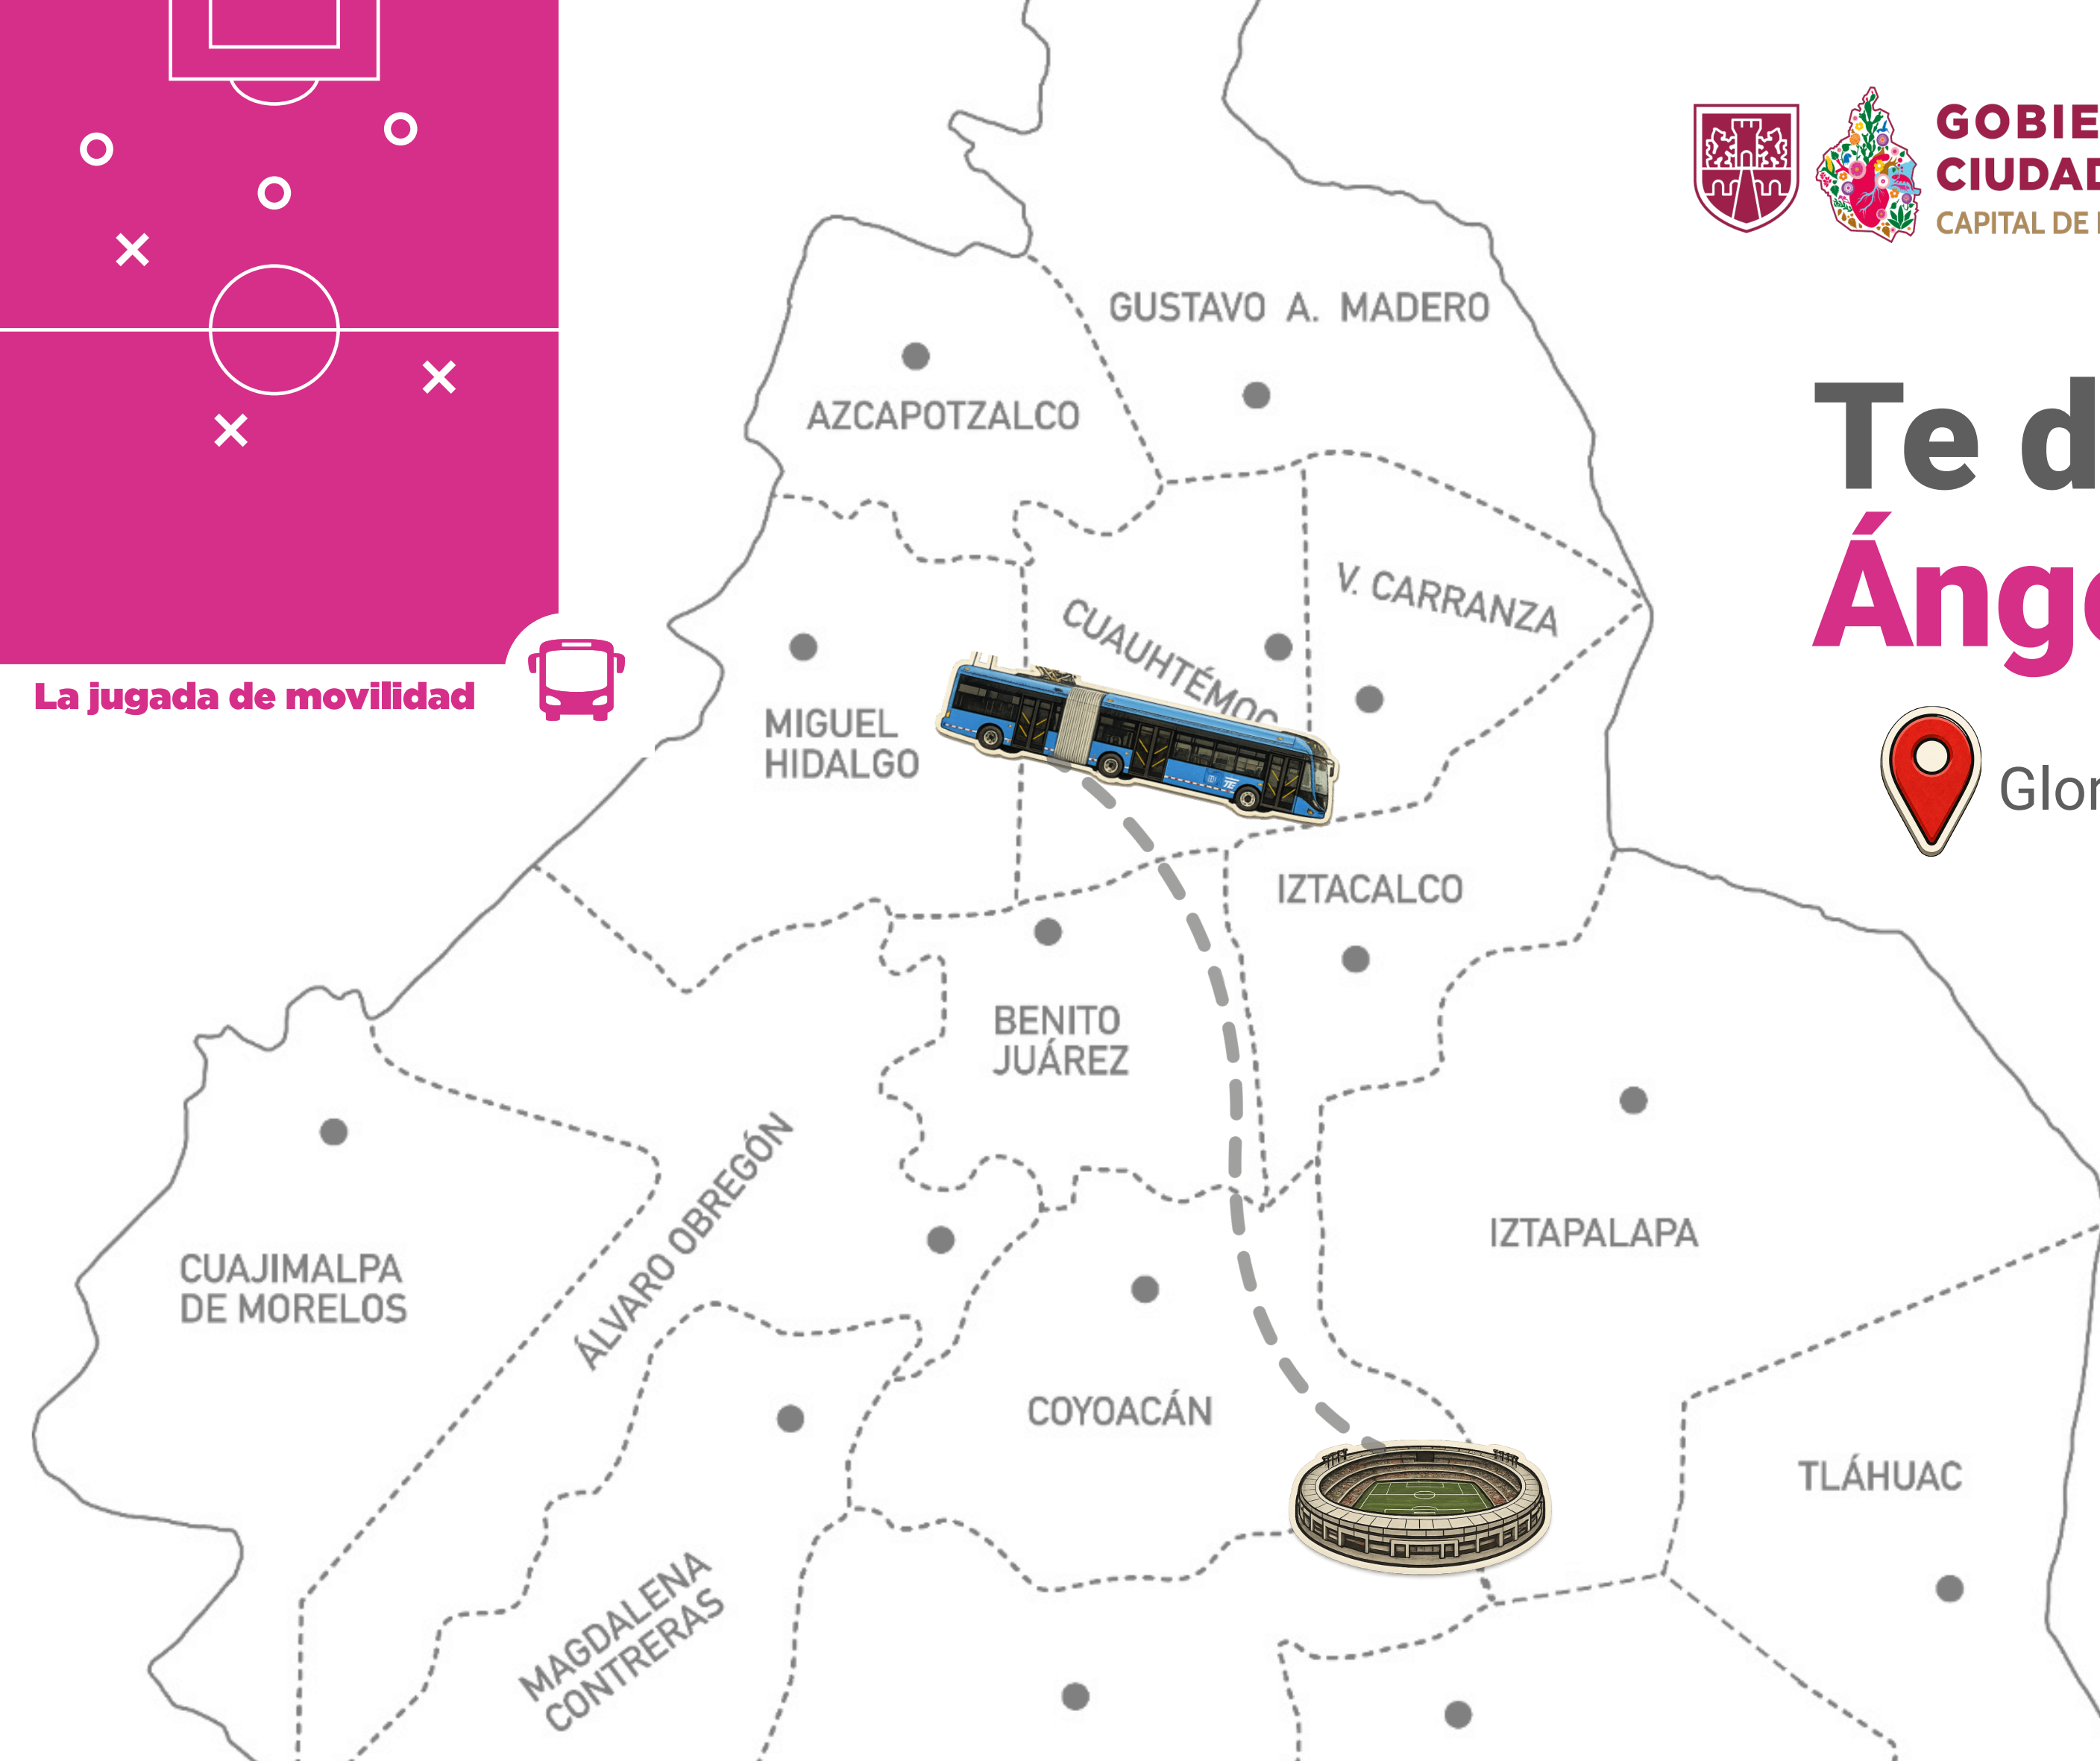 La jugada de movilidad
GOBIE
CIUDAD
CAPITAL DE
Te d
Áng
Glor
GUSTAVO A. MADERO
AZCAPOTZALCO
V. CARRANZA
CUAUHTÉMOC
MIGUEL
HIDALGO
IZTACALCO
BENITO
JUÁREZ
CUAJIMALPA
DE MORELOS
ÁLVARO OBREGÓN
IZTAPALAPA
COYOACÁN
TLÁHUAC
MAGDALENA
CONTRERAS